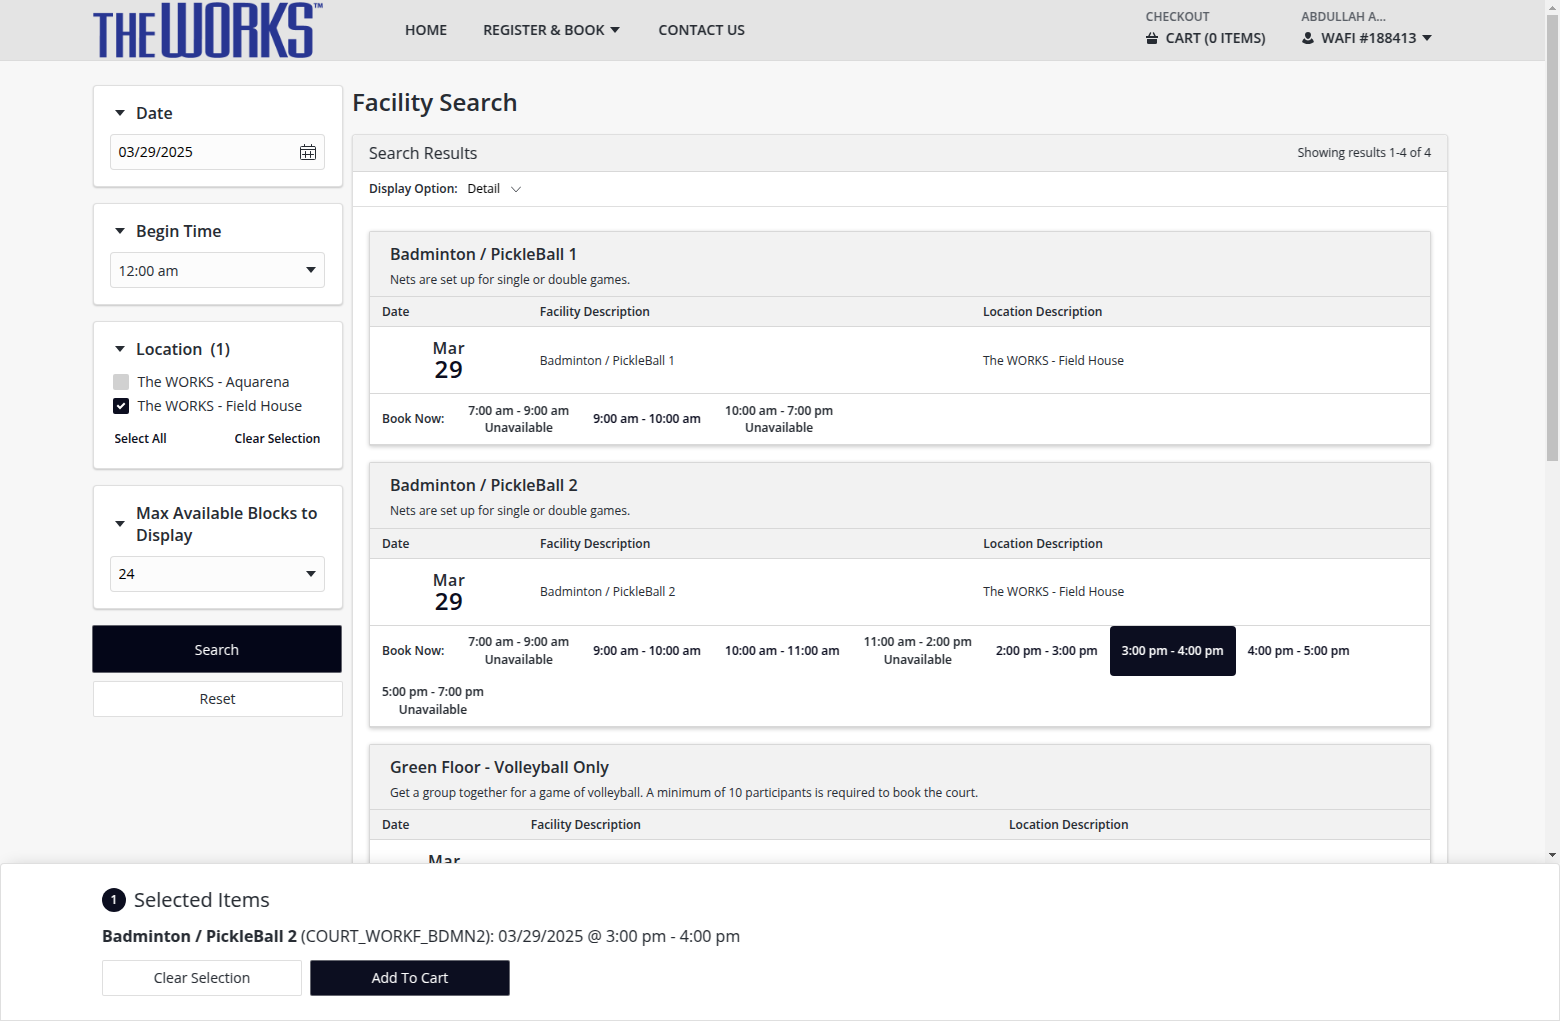 THE WORKS™
HOME
REGISTER & BOOK
CONTACT US
CHECKOUT
CART (0 ITEMS)
ABDULLAH A...
WAFI #188413
Date
03/29/2025
Begin Time
12:00 am
Location (1)
The WORKS - Aquarena
The WORKS - Field House
Select All
Clear Selection
Max Available Blocks to
Display
24
Search
Reset
Facility Search
Search Results
Showing results 1-4 of 4
Display Option: Detail
Badminton / PickleBall 1
Nets are set up for single or double games.
Date
Facility Description
Location Description
Mar
29
Badminton / PickleBall 1
The WORKS - Field House
Book Now:
7:00 am - 9:00 am
Unavailable
9:00 am - 10:00 am
10:00 am - 7:00 pm
Unavailable
Badminton / PickleBall 2
Nets are set up for single or double games.
Date
Facility Description
Location Description
Mar
29
Badminton / PickleBall 2
The WORKS - Field House
Book Now:
7:00 am - 9:00 am
Unavailable
9:00 am - 10:00 am
10:00 am - 11:00 am
11:00 am - 2:00 pm
Unavailable
2:00 pm - 3:00 pm
3:00 pm - 4:00 pm
4:00 pm - 5:00 pm
5:00 pm - 7:00 pm
Unavailable
Green Floor - Volleyball Only
Get a group together for a game of volleyball. A minimum of 10 participants is required to book the court.
Date
Facility Description
Location Description
Mar
1 Selected Items
Badminton / PickleBall 2 (COURT_WORKF_BDMN2): 03/29/2025 @ 3:00 pm - 4:00 pm
Clear Selection
Add To Cart